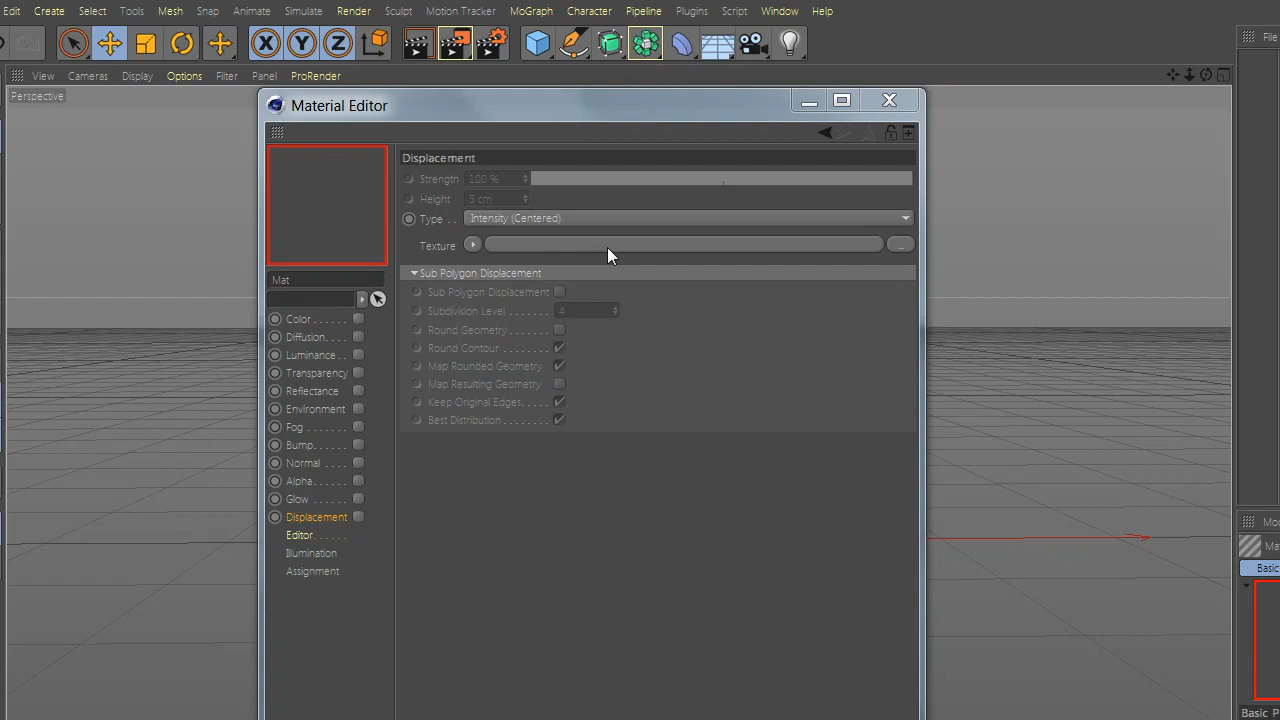 Edit Create Select Tools Mesh Snap Animate Simulate Render Sculpt Motion Tracker MoGraph Character Pipeline Plugins Script Window Help
File
View Cameras Display Options Filter Panel ProRender
Perspective
Material Editor
Displacement
Strength 100 %
Height 5 cm
Type . . Intensity (Centered)
Texture ...
Sub Polygon Displacement
Mat
Sub Polygon Displacement
Subdivision Level . . . . . . . 4
Round Geometry . . . . . . .
Round Contour . . . . . . . .
Map Rounded Geometry
Map Resulting Geometry
Keep Original Edges. . . . .
Best Distribution . . . . . . . .
Color . . . . . .
Diffusion. . . . .
Luminance. . . .
Transparency
Reflectance
Environment
Fog . . . . . . .
Bump. . . . . .
Normal . . . .
Alpha. . . . . .
Glow . . . . . .
Displacement
Editor . . . . . .
Illumination
Assignment
Mo
Ma
Basic
Basic P